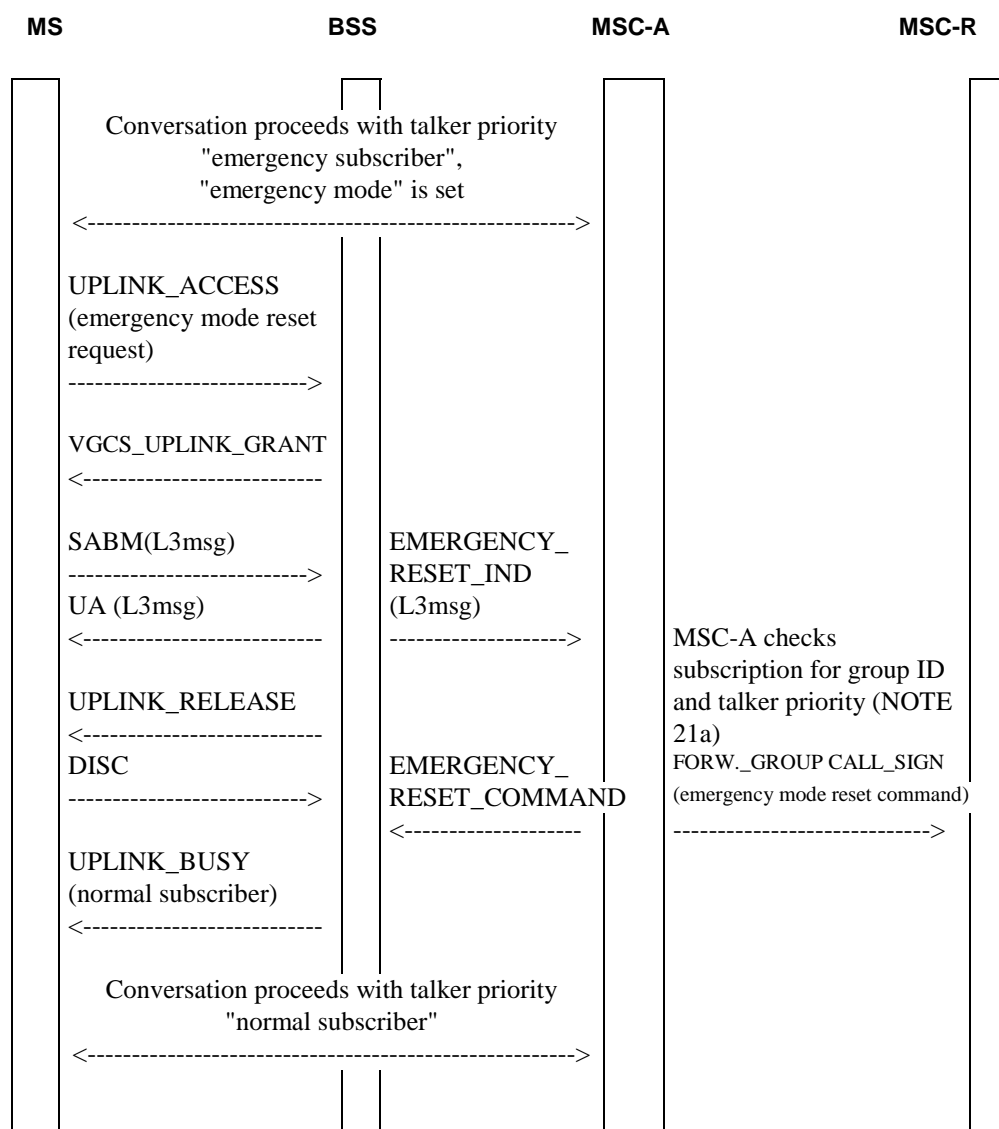 MS BSS MSC-A MSC-R
Conversation proceeds with talker priority
"emergency subscriber",
"emergency mode" is set
<------------------------------------------------------>
UPLINK_ACCESS
(emergency mode reset
request)
--------------------------->
VGCS_UPLINK_GRANT
<---------------------------
SABM(L3msg) EMERGENCY_
---------------------------> RESET_IND
UA (L3msg) (L3msg)
<--------------------------- --------------------> MSC-A checks
subscription for group ID
UPLINK_RELEASE and talker priority (NOTE
<--------------------------- 21a)
DISC EMERGENCY_ FORW._GROUP CALL_SIGN
---------------------------> RESET_COMMAND (emergency mode reset command)
<-------------------- ----------------------------->
UPLINK_BUSY
(normal subscriber)
<---------------------------
Conversation proceeds with talker priority
"normal subscriber"
<------------------------------------------------------>